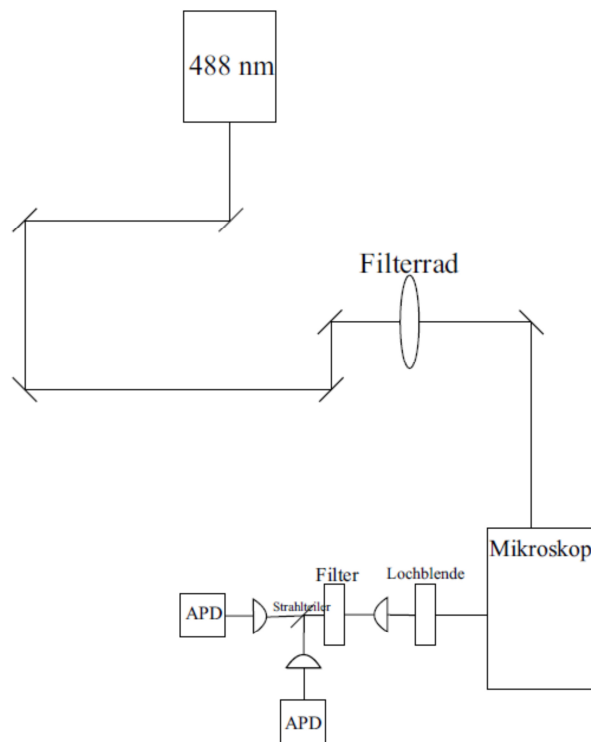 488 nm
Filterrad
Mikroskop
Lochblende
Filter
Strahlteiler
APD
APD